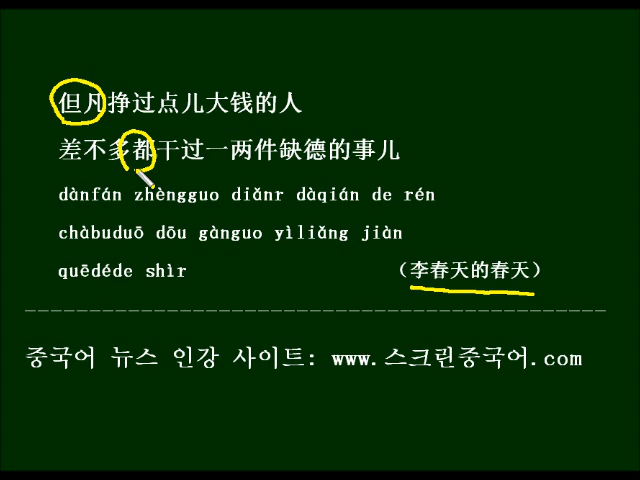 但凡挣过点儿大钱的人
差不多都干过一两件缺德的事儿
dànfán zhèngguo diǎnr dàqián de rén
chàbuduō dōu gànguo yìliǎng jiàn
quēdéde shìr （李春天的春天）
중국어 뉴스 인강 사이트: www.스크린중국어.com